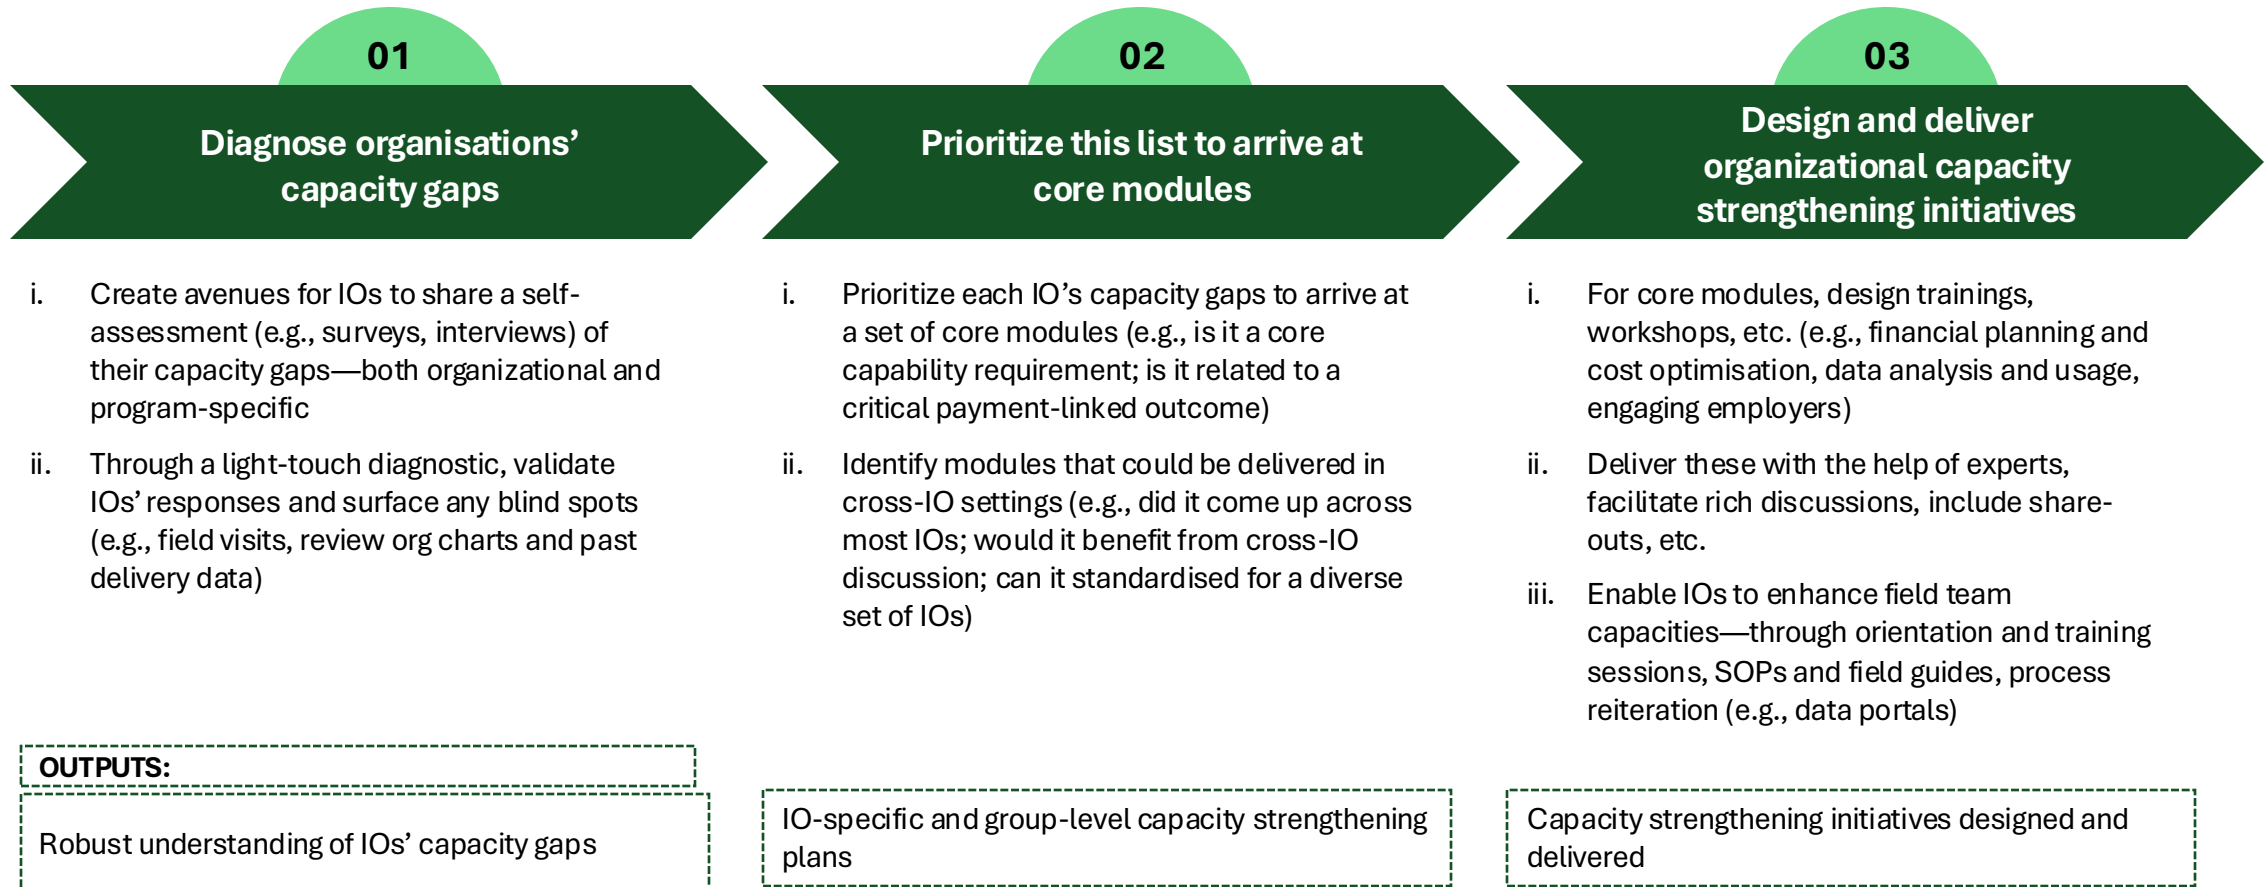 01
Diagnose organisations’
capacity gaps
i. Create avenues for IOs to share a self-
assessment (e.g., surveys, interviews) of
their capacity gaps—both organizational and
program-specific
ii. Through a light-touch diagnostic, validate
IOs’ responses and surface any blind spots
(e.g., field visits, review org charts and past
delivery data)
OUTPUTS:
Robust understanding of IOs’ capacity gaps
02
Prioritize this list to arrive at
core modules
i. Prioritize each IO’s capacity gaps to arrive at
a set of core modules (e.g., is it a core
capability requirement; is it related to a
critical payment-linked outcome)
ii. Identify modules that could be delivered in
cross-IO settings (e.g., did it come up across
most IOs; would it benefit from cross-IO
discussion; can it standardised for a diverse
set of IOs)
IO-specific and group-level capacity strengthening
plans
03
Design and deliver
organizational capacity
strengthening initiatives
i. For core modules, design trainings,
workshops, etc. (e.g., financial planning and
cost optimisation, data analysis and usage,
engaging employers)
ii. Deliver these with the help of experts,
facilitate rich discussions, include share-
outs, etc.
iii. Enable IOs to enhance field team
capacities—through orientation and training
sessions, SOPs and field guides, process
reiteration (e.g., data portals)
Capacity strengthening initiatives designed and
delivered